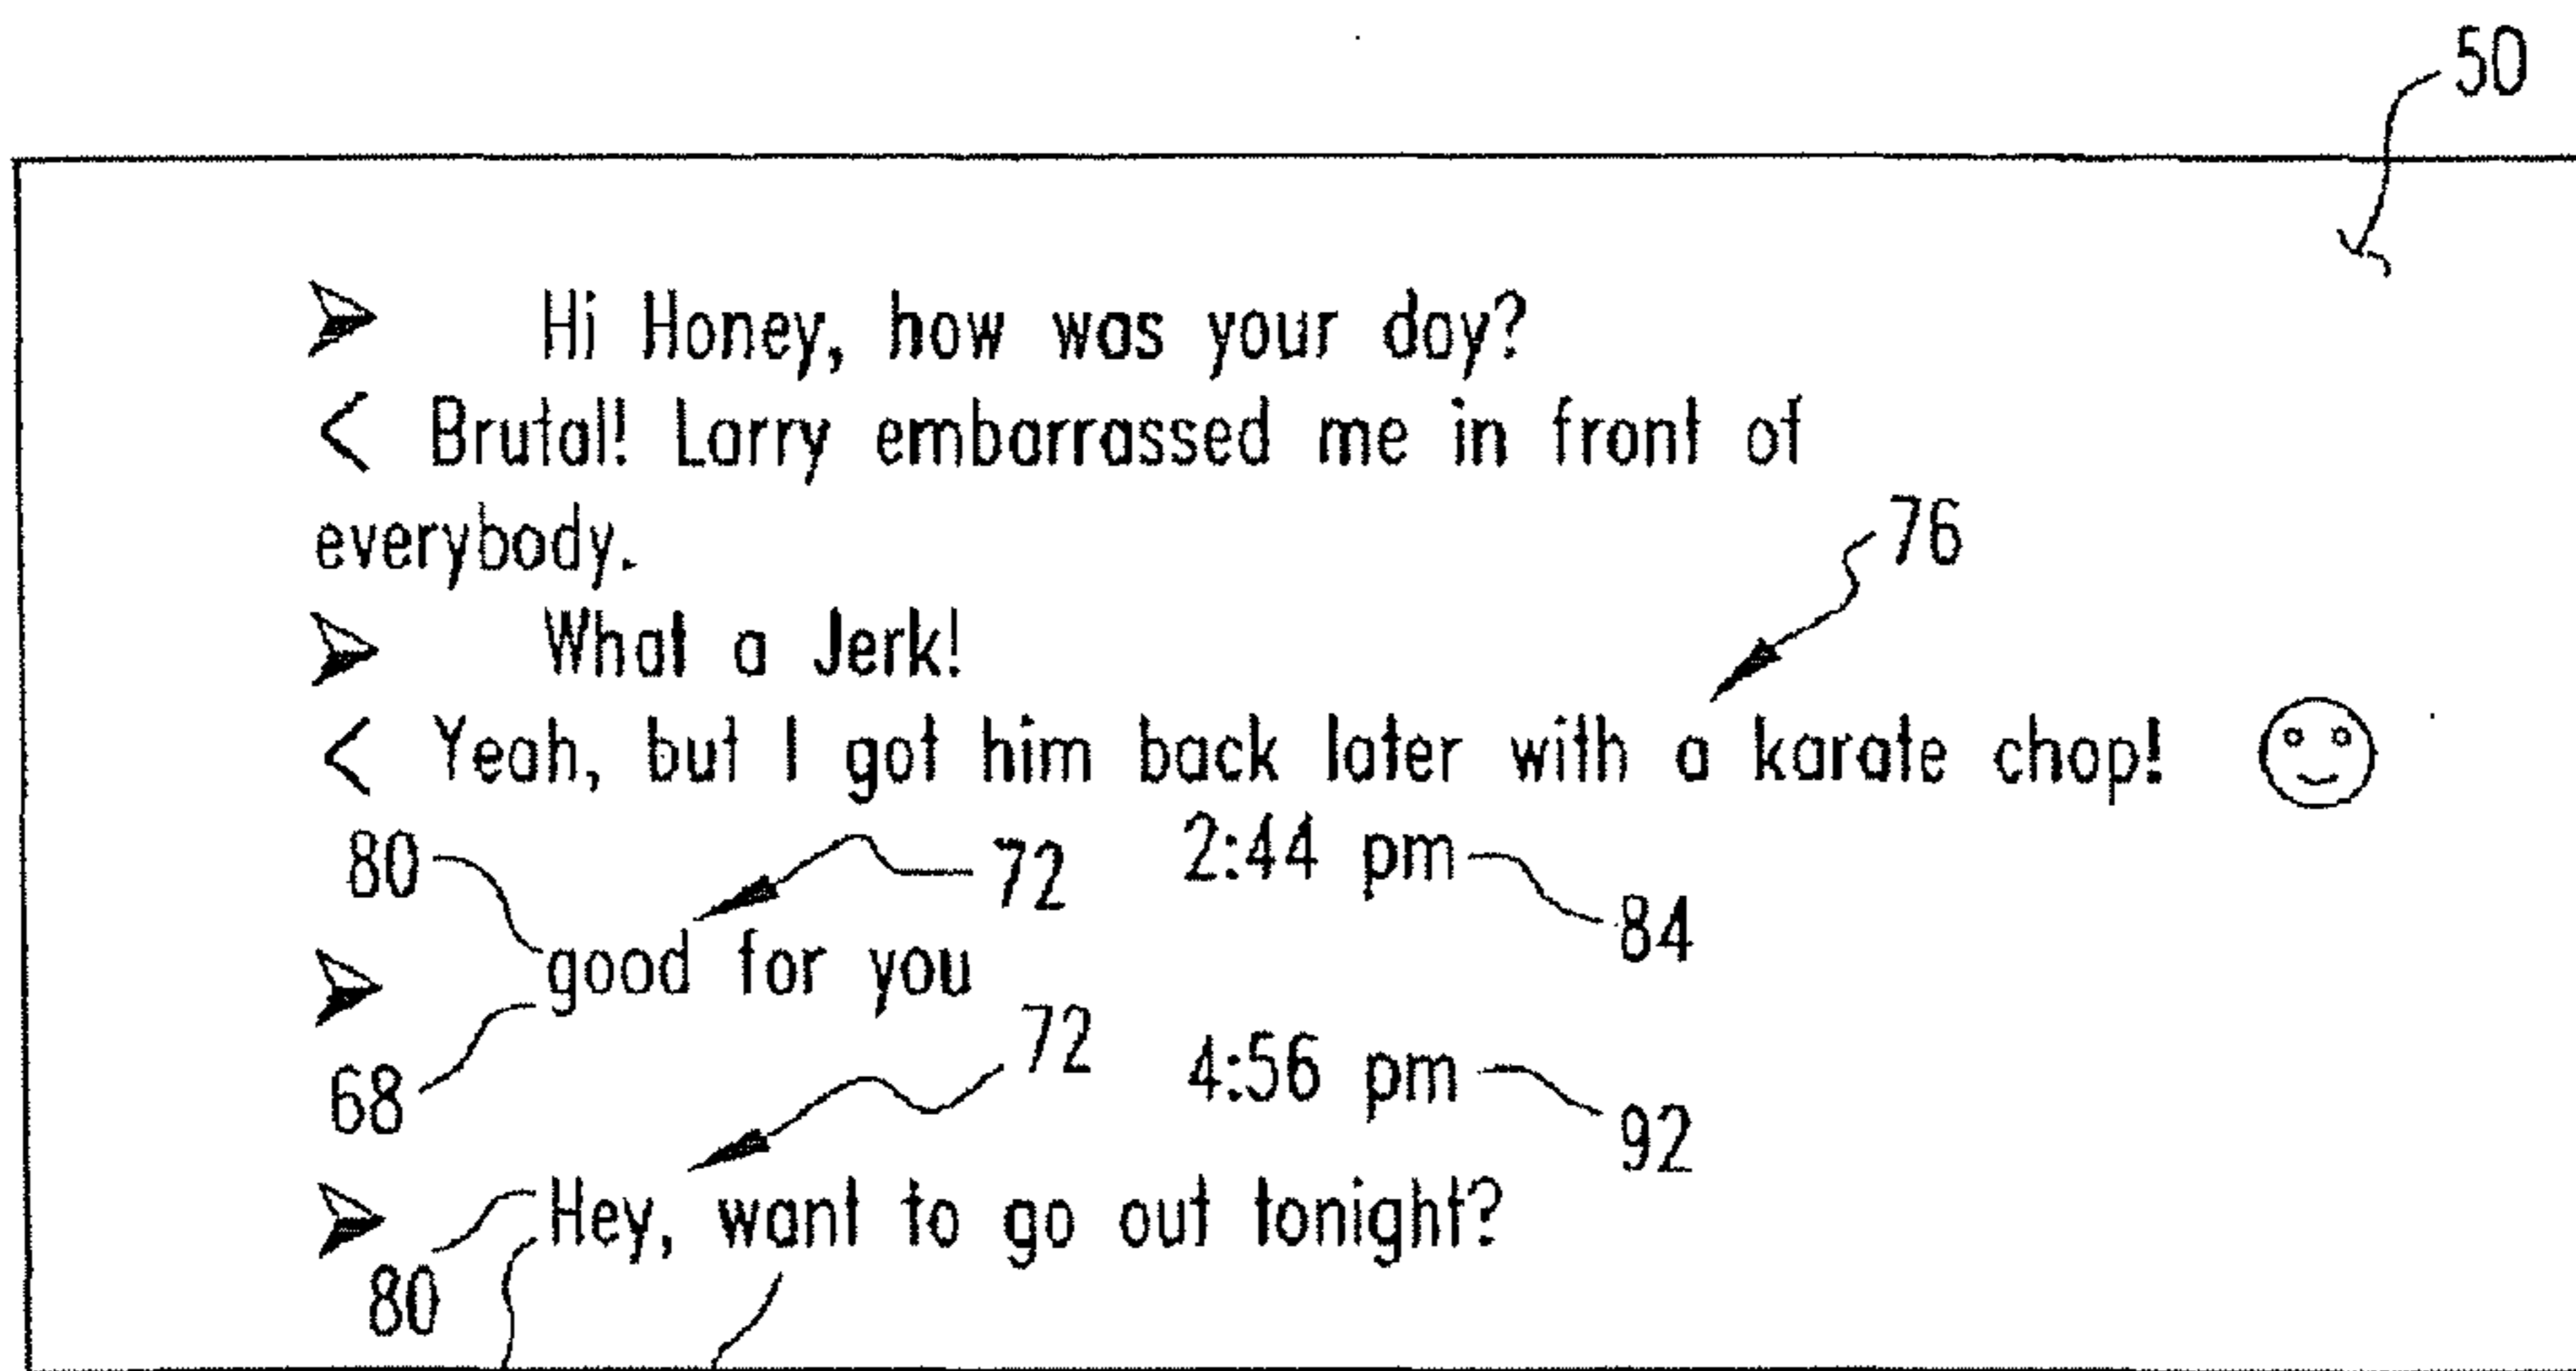 50
➢ Hi Honey, how was your day?
< Brutal! Larry embarrassed me in front of
everybody.
76
➢ What a Jerk!
< Yeah, but I got him back later with a karate chop! ☺
80 72 2:44 pm 84
➢ good for you
68 72 4:56 pm 92
➢ Hey, want to go out tonight?
80